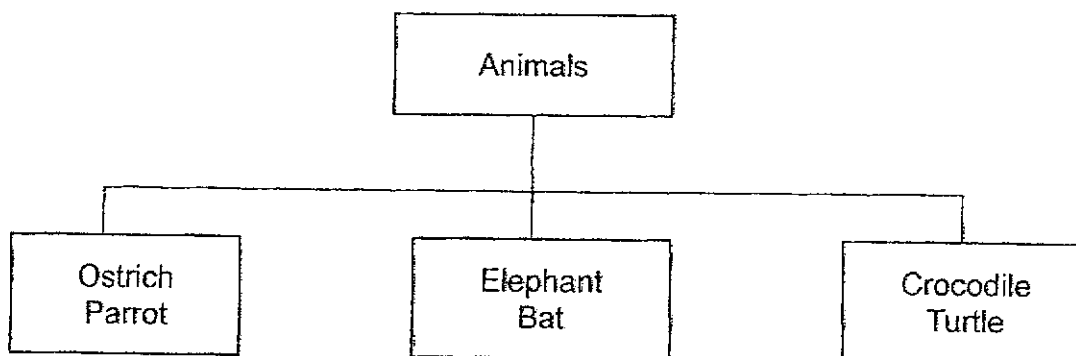 Animals
Ostrich
Parrot
Elephant
Bat
Crocodile
Turtle